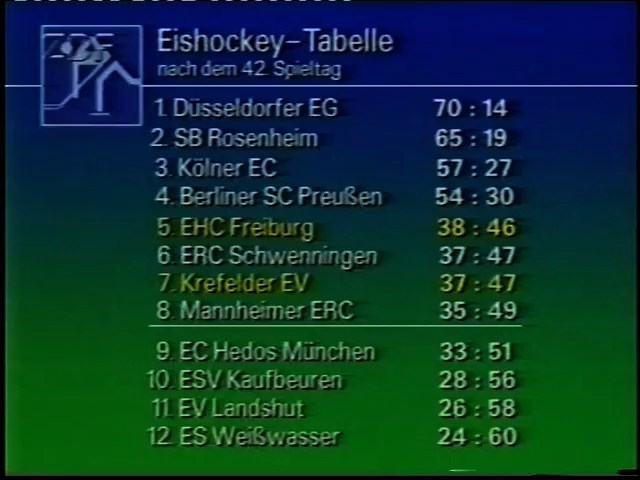 ZDF
Eishockey-Tabelle
nach dem 42. Spieltag
1. Düsseldorfer EG 70 : 14
2. SB Rosenheim 65 : 19
3. Kölner EC 57 : 27
4. Berliner SC Preußen 54 : 30
5. EHC Freiburg 38 : 46
6. ERC Schwenningen 37 : 47
7. Krefelder EV 37 : 47
8. Mannheimer ERC 35 : 49
9. EC Hedos München 33 : 51
10. ESV Kaufbeuren 28 : 56
11. EV Landshut 26 : 58
12. ES Weißwasser 24 : 60